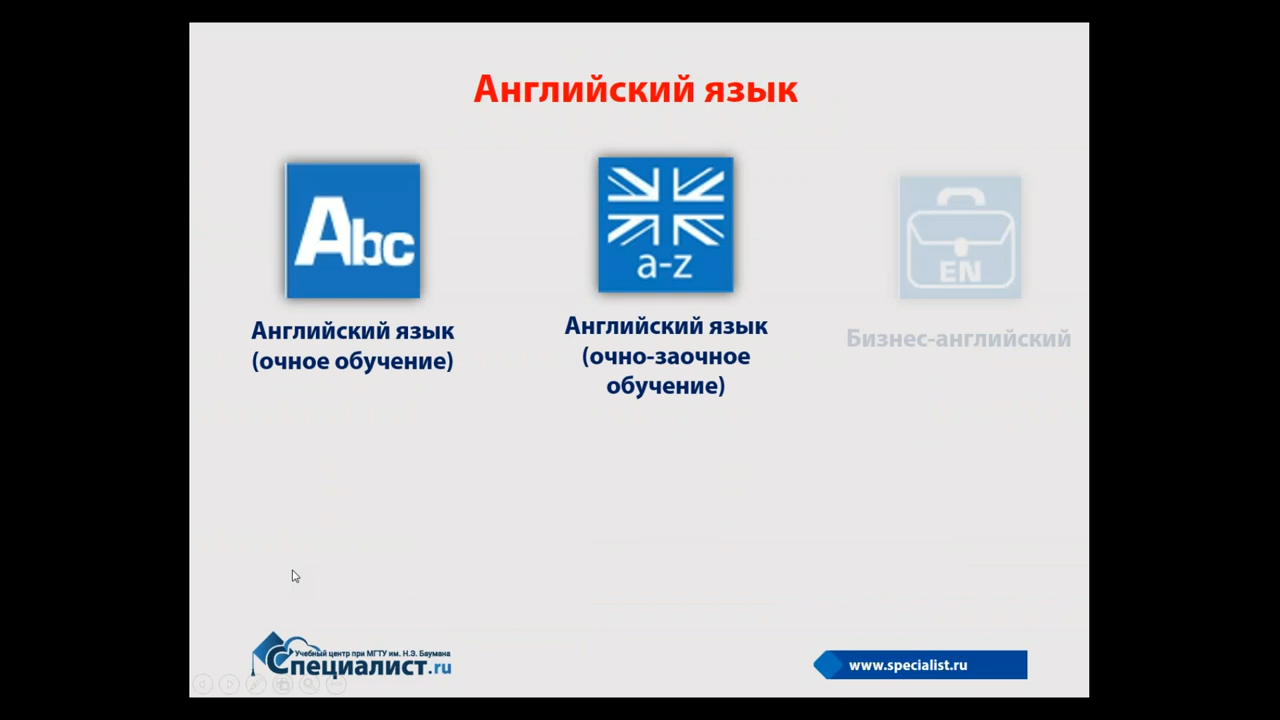 Английский язык
Abc
a-z
EN
Английский язык
(очное обучение)
Английский язык
(очно-заочное
обучение)
Бизнес-английский
Учебный центр при МГТУ им. Н.Э. Баумана
Специалист.ru
www.specialist.ru